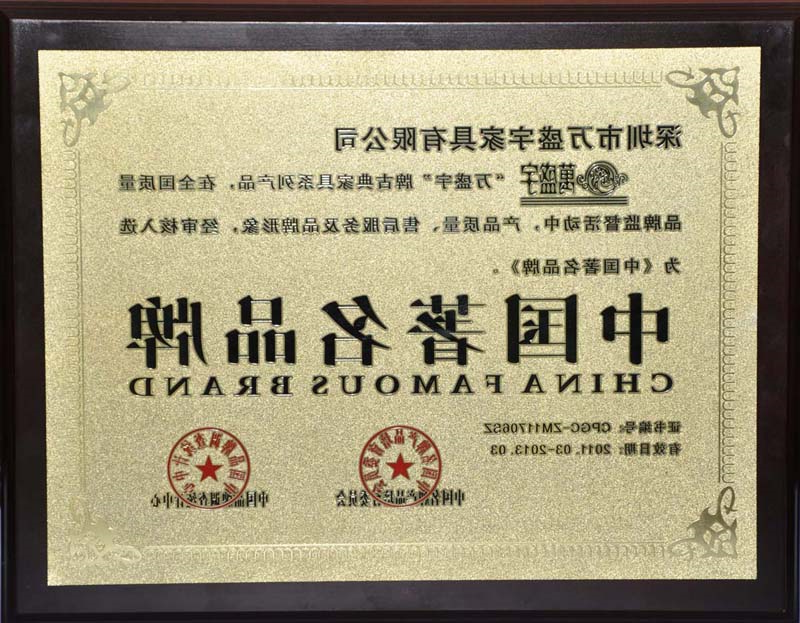 深圳市万盛宇家具有限公司
萬盛宇 “万盛宇”牌古典家具系列产品，在全国质量
品牌监督活动中，产品质量、售后服务及品牌形象，经审核入选
为《中国著名品牌》。
中国著名品牌
CHINA FAMOUS BRAND
证书编号：CPGC-ZM11706SZ
有效日期：2011.03-2013.03